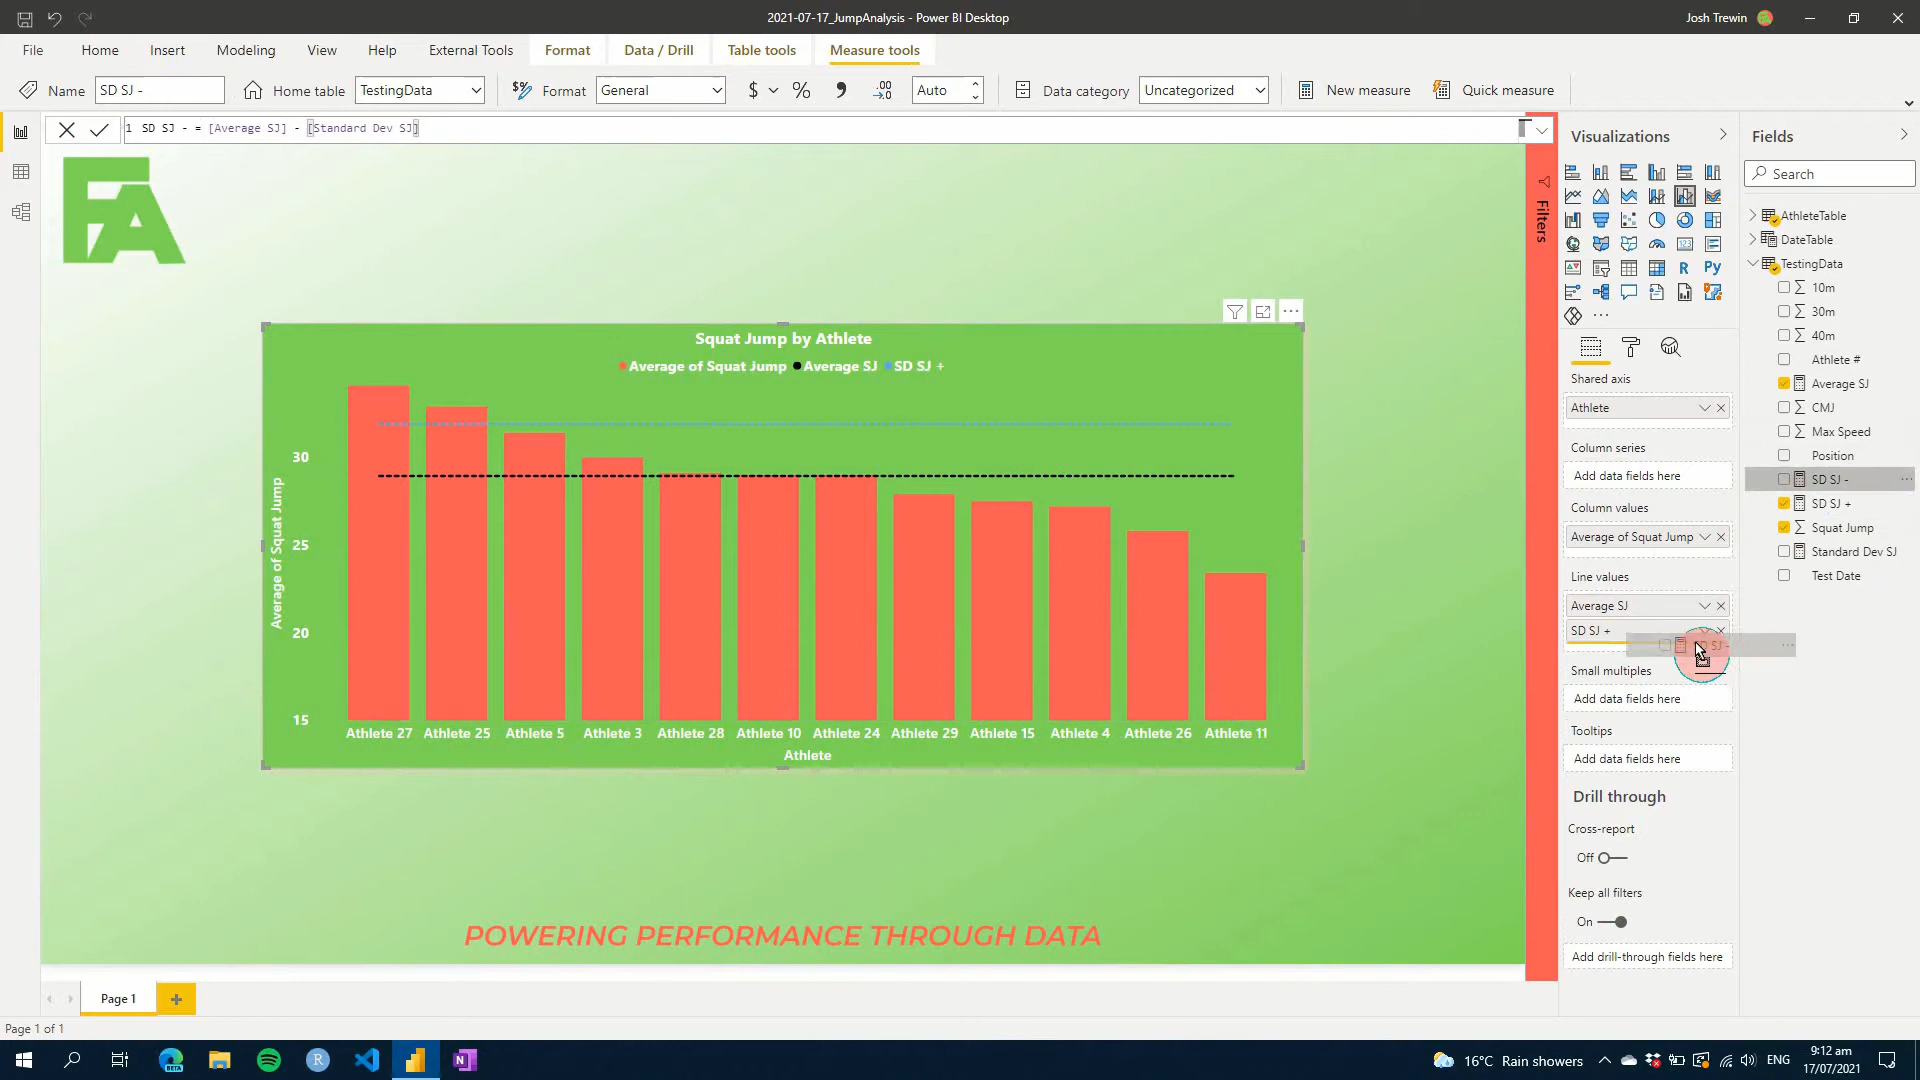 2021-07-17_JumpAnalysis - Power BI Desktop
Josh Trewin
File
Home
Insert
Modeling
View
Help
External Tools
Format
Data / Drill
Table tools
Measure tools
Name
SD SJ -
Home table
TestingData
Format
General
$
%
Auto
Data category
Uncategorized
New measure
Quick measure
1 SD SJ - = [Average SJ] - [Standard Dev SJ]
FA
Squat Jump by Athlete
Average of Squat Jump
Average SJ
SD SJ +
30
25
20
15
Average of Squat Jump
Athlete 27
Athlete 25
Athlete 5
Athlete 3
Athlete 28
Athlete 10
Athlete 24
Athlete 29
Athlete 15
Athlete 4
Athlete 26
Athlete 11
Athlete
POWERING PERFORMANCE THROUGH DATA
Filters
Visualizations
R
Py
123
Shared axis
Athlete
Column series
Add data fields here
Column values
Average of Squat Jump
Line values
Average SJ
SD SJ +
SD SJ -
Small multiples
Add data fields here
Tooltips
Add data fields here
Drill through
Cross-report
Off
Keep all filters
On
Add drill-through fields here
Fields
Search
AthleteTable
DateTable
TestingData
10m
30m
40m
Athlete #
Average SJ
CMJ
Max Speed
Position
SD SJ -
SD SJ +
Squat Jump
Standard Dev SJ
Test Date
Page 1
Page 1 of 1
BETA
R
N
16°C Rain showers
ENG
9:12 am
17/07/2021